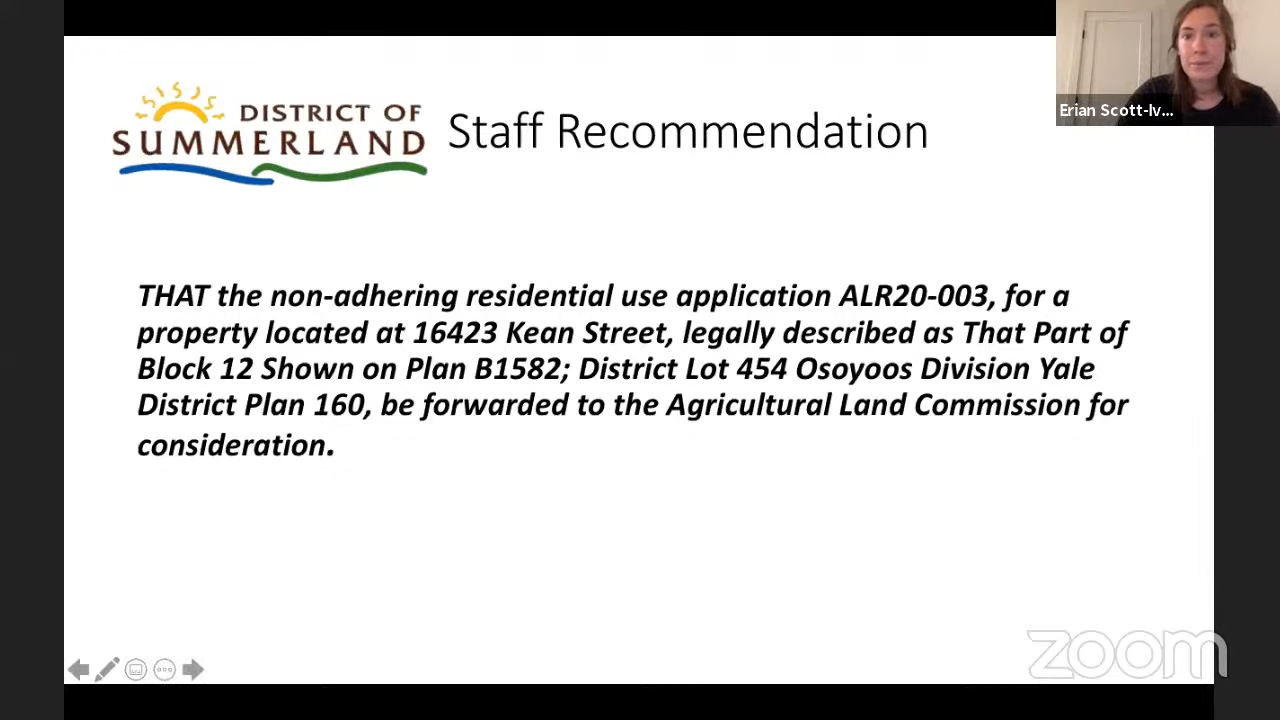 DISTRICT OF
SUMMERLAND
Staff Recommendation
Erian Scott-Iv...
THAT the non-adhering residential use application ALR20-003, for a
property located at 16423 Kean Street, legally described as That Part of
Block 12 Shown on Plan B1582; District Lot 454 Osoyoos Division Yale
District Plan 160, be forwarded to the Agricultural Land Commission for
consideration.
zoom